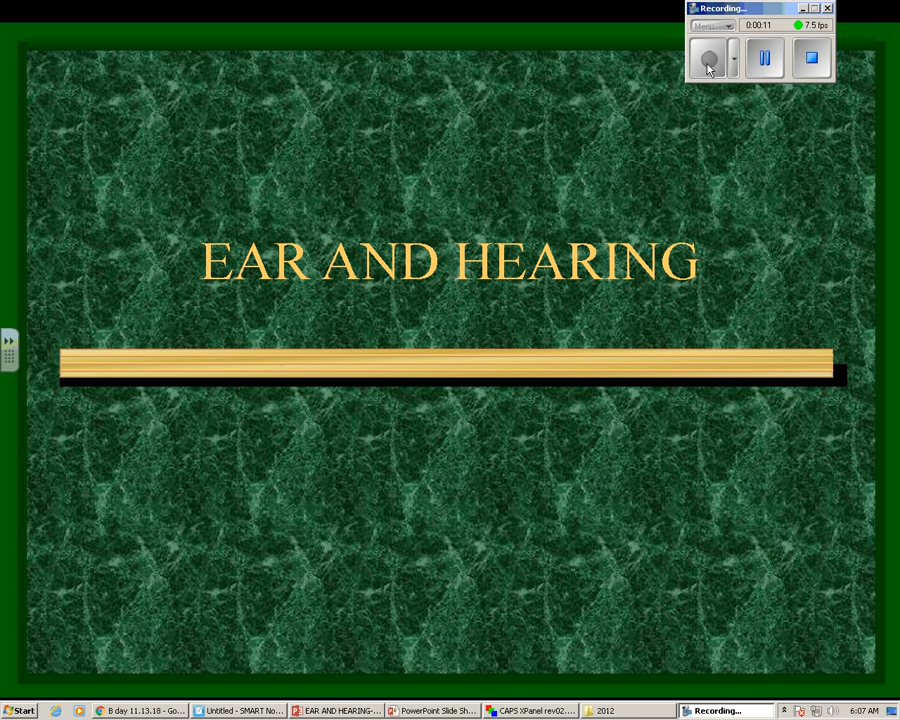 Recording...
Menu
0:00:11
7.5 fps
EAR AND HEARING
Start
B day 11.13.18 - Go...
Untitled - SMART No...
EAR AND HEARING-...
PowerPoint Slide Sh...
CAPS XPanel rev02....
2012
Recording...
6:07 AM